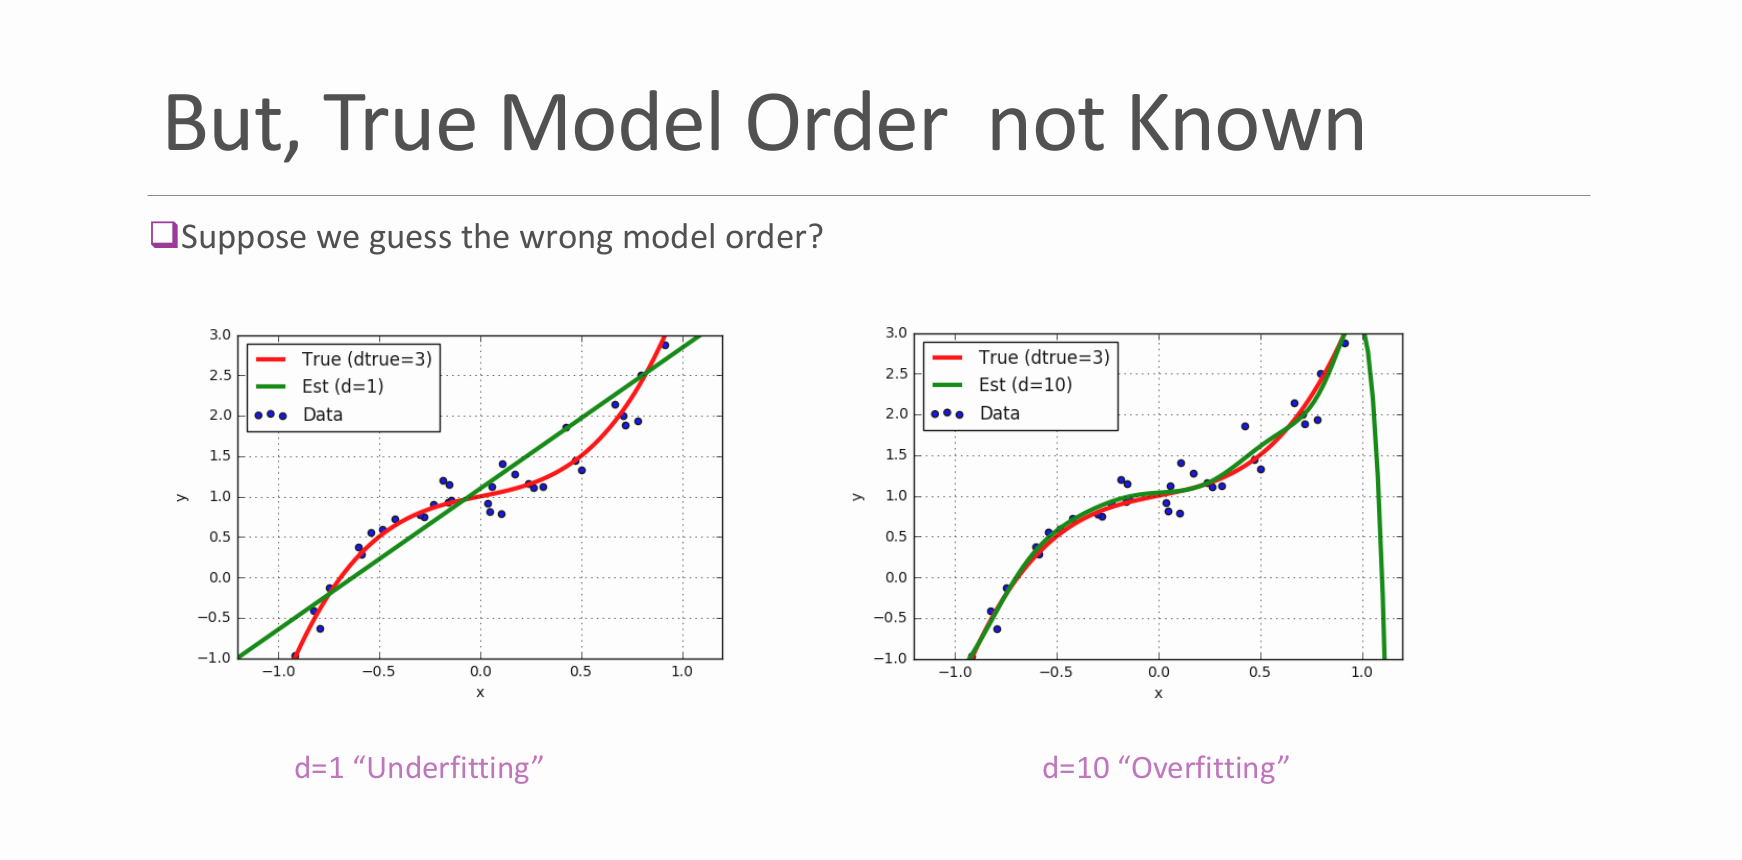 But, True Model Order  not Known
❑Suppose we guess the wrong model order?
3.0
2.5
2.0
1.5
1.0
0.5
0.0
−0.5
−1.0
y
True (dtrue=3)
Est (d=1)
Data
−1.0 −0.5 0.0 0.5 1.0
x
3.0
2.5
2.0
1.5
1.0
0.5
0.0
−0.5
−1.0
y
True (dtrue=3)
Est (d=10)
Data
−1.0 −0.5 0.0 0.5 1.0
x
d=1 “Underfitting”
d=10 “Overfitting”